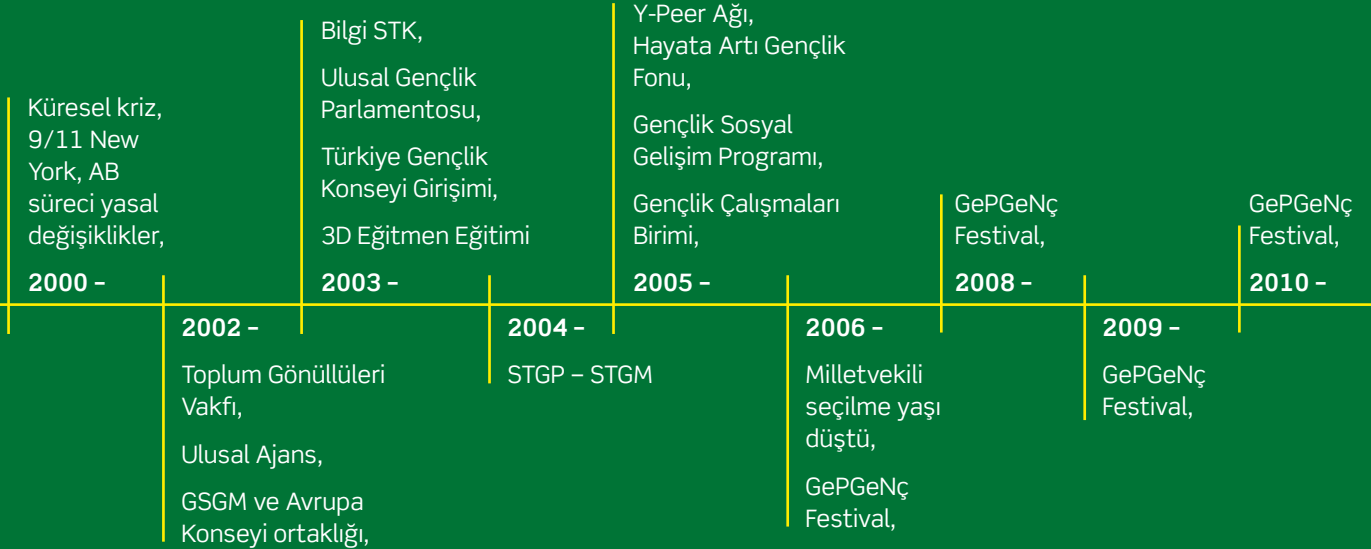 Küresel kriz,
9/11 New
York, AB
süreci yasal
değişiklikler,
2000 –
2002 –
Toplum Gönüllüleri
Vakfı,
Ulusal Ajans,
GSGM ve Avrupa
Konseyi ortaklığı,
Bilgi STK,
Ulusal Gençlik
Parlamentosu,
Türkiye Gençlik
Konseyi Girişimi,
3D Eğitmen Eğitimi
2003 –
2004 –
STGP – STGM
Y-Peer Ağı,
Hayata Artı Gençlik
Fonu,
Gençlik Sosyal
Gelişim Programı,
Gençlik Çalışmaları
Birimi,
2005 –
2006 –
Milletvekili
seçilme yaşı
düştü,
GePGeNç
Festival,
GePGeNç
Festival,
2008 –
2009 –
GePGeNç
Festival,
GePGeNç
Festival,
2010 –